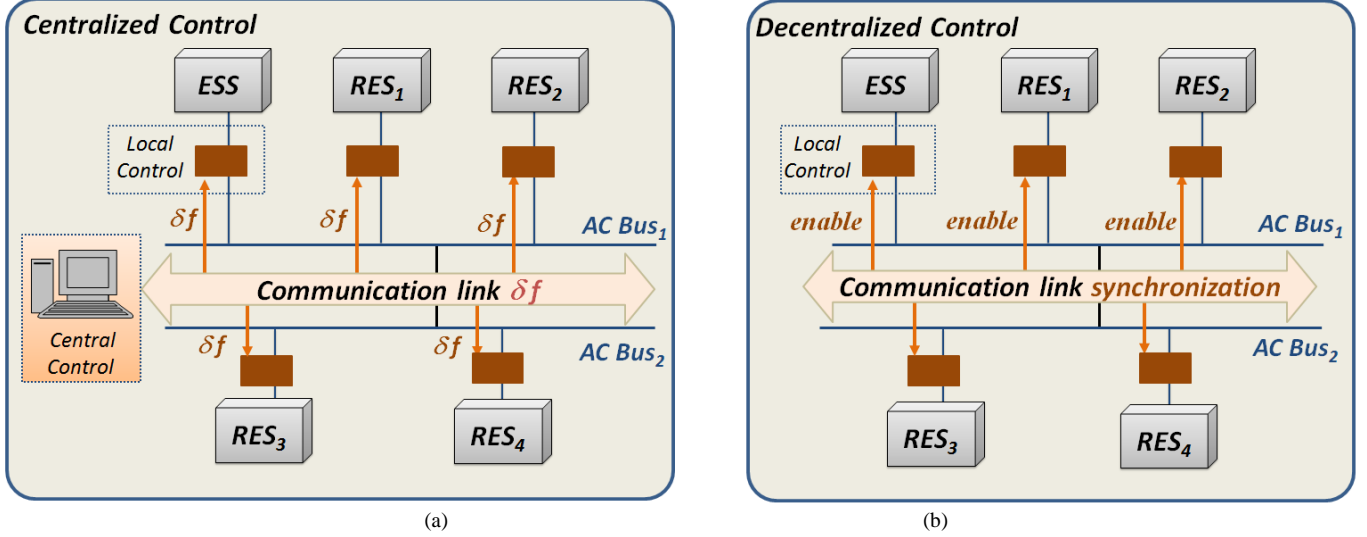 Centralized Control
ESS
RES1
RES2
Local
Control
δf
δf
δf
AC Bus1
Communication link δf
Central
Control
δf
δf
AC Bus2
RES3
RES4
(a)
Decentralized Control
ESS
RES1
RES2
Local
Control
enable
enable
enable
AC Bus1
Communication link synchronization
AC Bus2
RES3
RES4
(b)